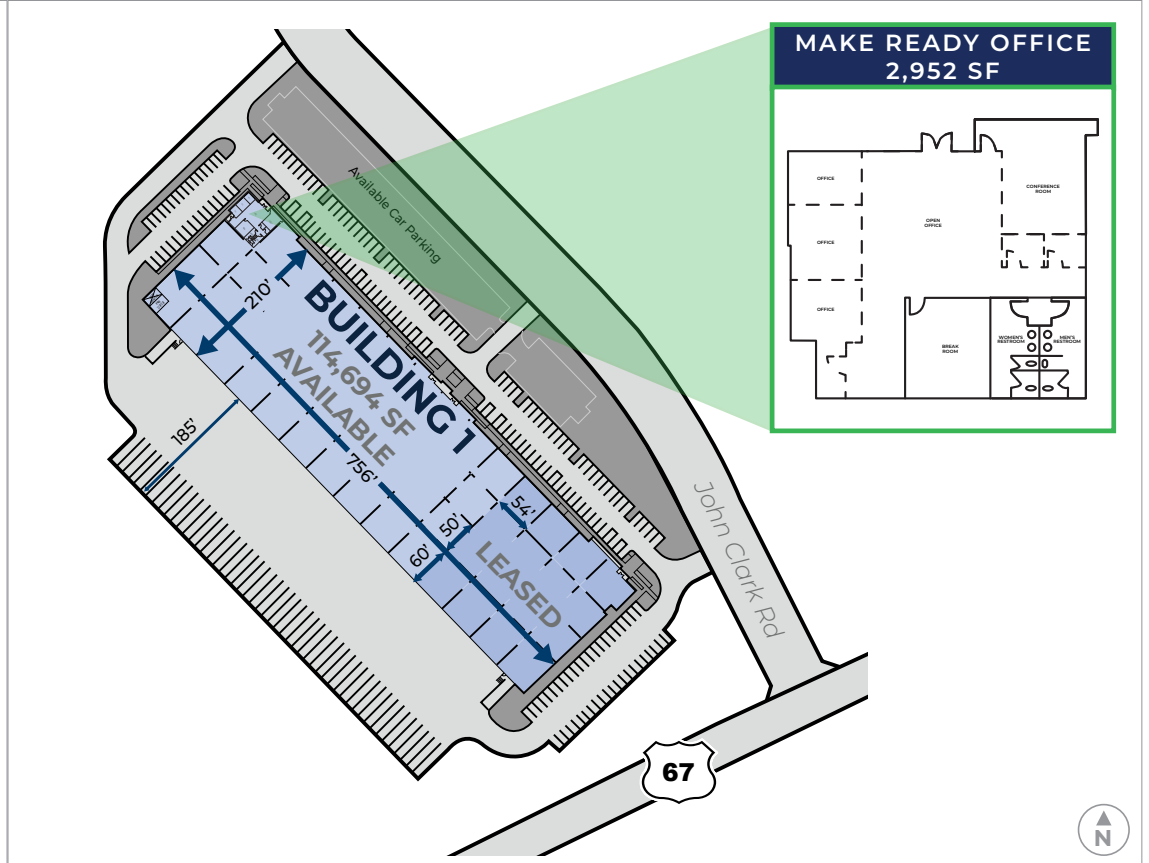 MAKE READY OFFICE
2,952 SF
OFFICE
OFFICE
OFFICE
OPEN
OFFICE
CONFERENCE
ROOM
BREAK
ROOM
WOMEN'S
RESTROOM
MEN'S
RESTROOM
Available Car Parking
210'
BUILDING 1
114,694 SF
AVAILABLE
185'
756'
54'
50'
60'
LEASED
John Clark Rd
67
N